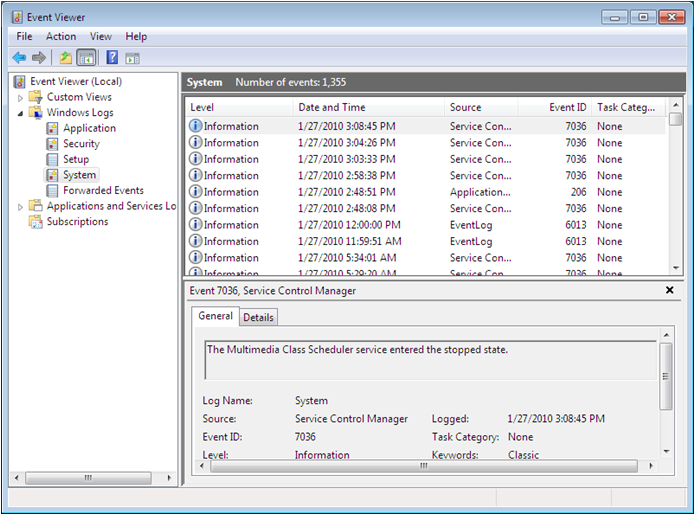 Event Viewer
File Action View Help
Event Viewer (Local)
Custom Views
Windows Logs
Application
Security
Setup
System
Forwarded Events
Applications and Services Lo
Subscriptions
System Number of events: 1,355
Level Date and Time Source Event ID Task Categ...
Information 1/27/2010 3:08:45 PM Service Con... 7036 None
Information 1/27/2010 3:04:26 PM Service Con... 7036 None
Information 1/27/2010 3:03:33 PM Service Con... 7036 None
Information 1/27/2010 2:58:38 PM Service Con... 7036 None
Information 1/27/2010 2:48:51 PM Application... 206 None
Information 1/27/2010 2:48:08 PM Service Con... 7036 None
Information 1/27/2010 12:00:00 PM EventLog 6013 None
Information 1/27/2010 11:59:51 AM EventLog 6013 None
Information 1/27/2010 5:34:01 AM Service Con... 7036 None
Information 1/27/2010 5:29:20 AM Service Con... 7036 None
Event 7036, Service Control Manager
General Details
The Multimedia Class Scheduler service entered the stopped state.
Log Name: System
Source: Service Control Manager Logged: 1/27/2010 3:08:45 PM
Event ID: 7036 Task Category: None
Level: Information Keywords: Classic